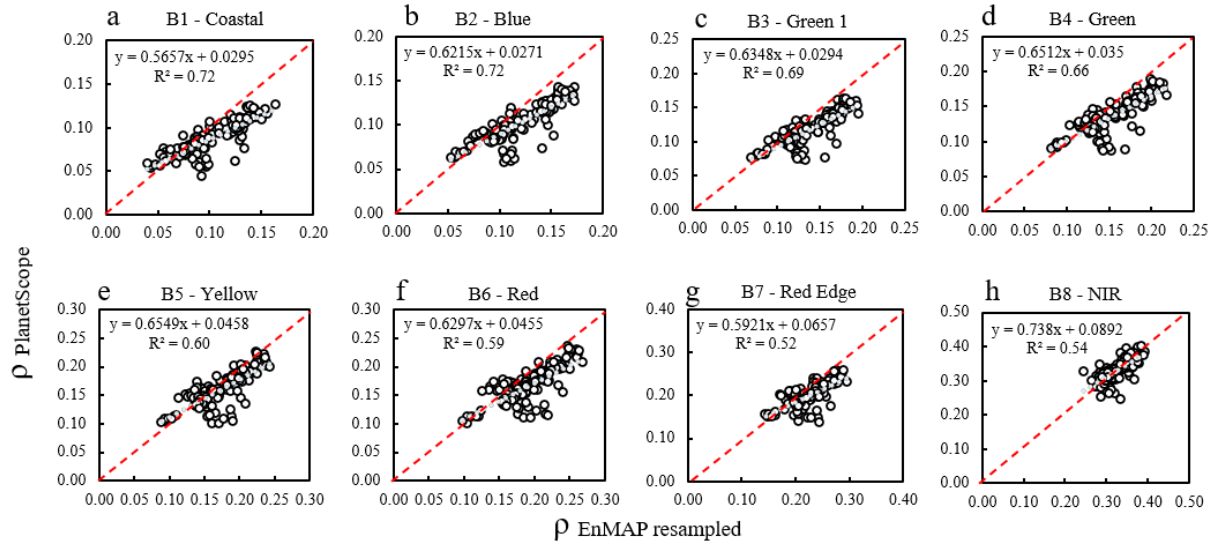 a B1 - Coastal
y = 0.5657x + 0.0295
R² = 0.72
0.20
0.15
0.10
0.05
0.00
0.00 0.05 0.10 0.15 0.20
b B2 - Blue
y = 0.6215x + 0.0271
R² = 0.72
0.20
0.15
0.10
0.05
0.00
0.00 0.05 0.10 0.15 0.20
c B3 - Green 1
y = 0.6348x + 0.0294
R² = 0.69
0.25
0.20
0.15
0.10
0.05
0.00
0.00 0.05 0.10 0.15 0.20 0.25
d B4 - Green
y = 0.6512x + 0.035
R² = 0.66
0.25
0.20
0.15
0.10
0.05
0.00
0.00 0.05 0.10 0.15 0.20 0.25
ρ PlanetScope
e B5 - Yellow
y = 0.6549x + 0.0458
R² = 0.60
0.30
0.25
0.20
0.15
0.10
0.05
0.00
0.00 0.05 0.10 0.15 0.20 0.25 0.30
f B6 - Red
y = 0.6297x + 0.0455
R² = 0.59
0.30
0.25
0.20
0.15
0.10
0.05
0.00
0.00 0.05 0.10 0.15 0.20 0.25 0.30
g B7 - Red Edge
y = 0.5921x + 0.0657
R² = 0.52
0.40
0.30
0.20
0.10
0.00
0.00 0.10 0.20 0.30 0.40
h B8 - NIR
y = 0.738x + 0.0892
R² = 0.54
0.50
0.40
0.30
0.20
0.10
0.00
0.00 0.10 0.20 0.30 0.40 0.50
ρ EnMAP resampled